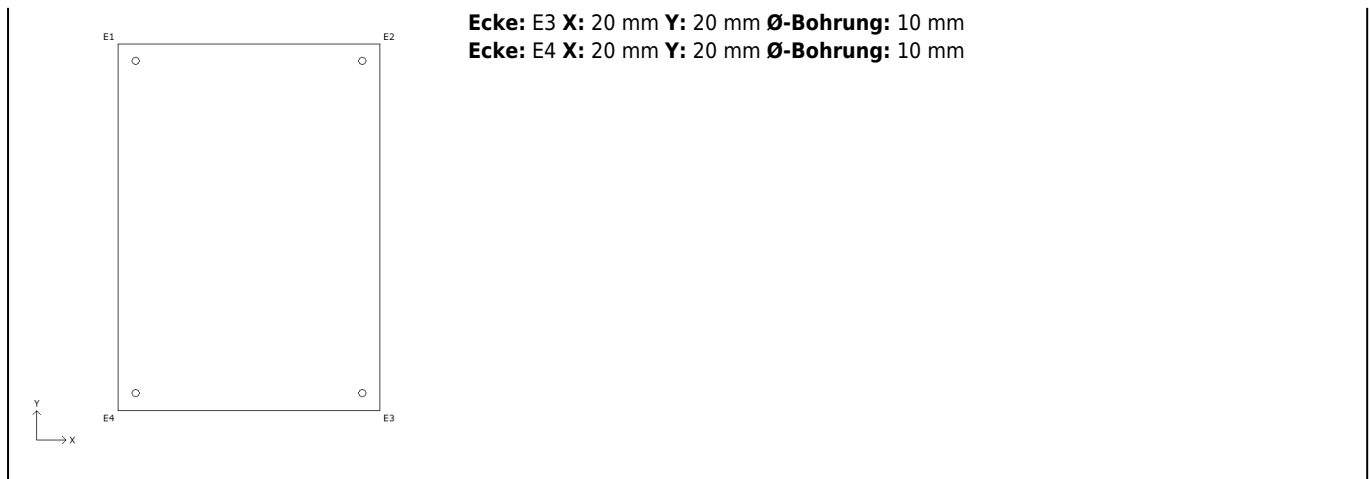 Ecke: E3 X: 20 mm Y: 20 mm Ø-Bohrung: 10 mm
Ecke: E4 X: 20 mm Y: 20 mm Ø-Bohrung: 10 mm
E1
E2
Y
E4
E3
X